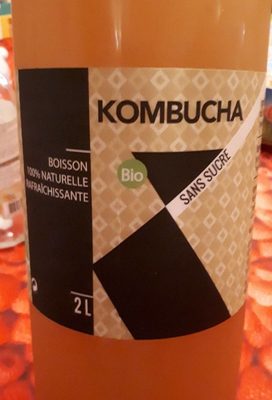 KOMBUCHA
Bio
SANS SUCRE
BOISSON
100% NATURELLE
RAFRAÎCHISSANTE
2L